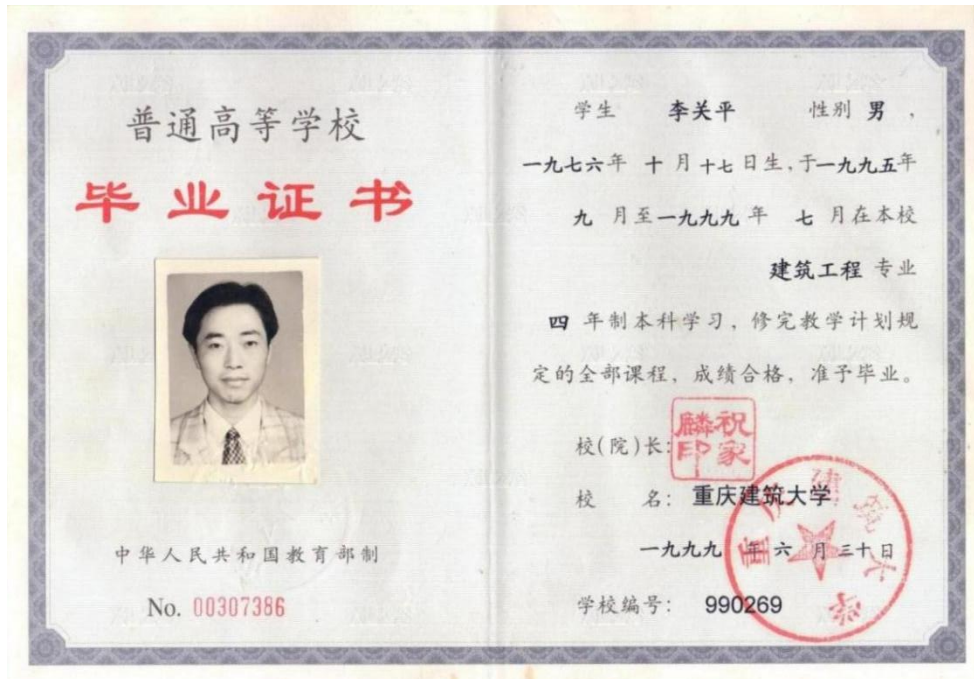 普通高等学校
毕业证书
中华人民共和国教育部制
No. 00307386
学生 李关平 性别 男，
一九七六年 十 月 十七 日生，于一九九五年
九 月至一九九九年 七 月在本校
建筑工程 专业
四 年制本科学习，修完教学计划规
定的全部课程，成绩合格，准予毕业。
校(院)长：
祝家麟印
校 名：重庆建筑大学
一九九九 年 六 月 三十 日
学校编号： 990269
重庆建筑大学